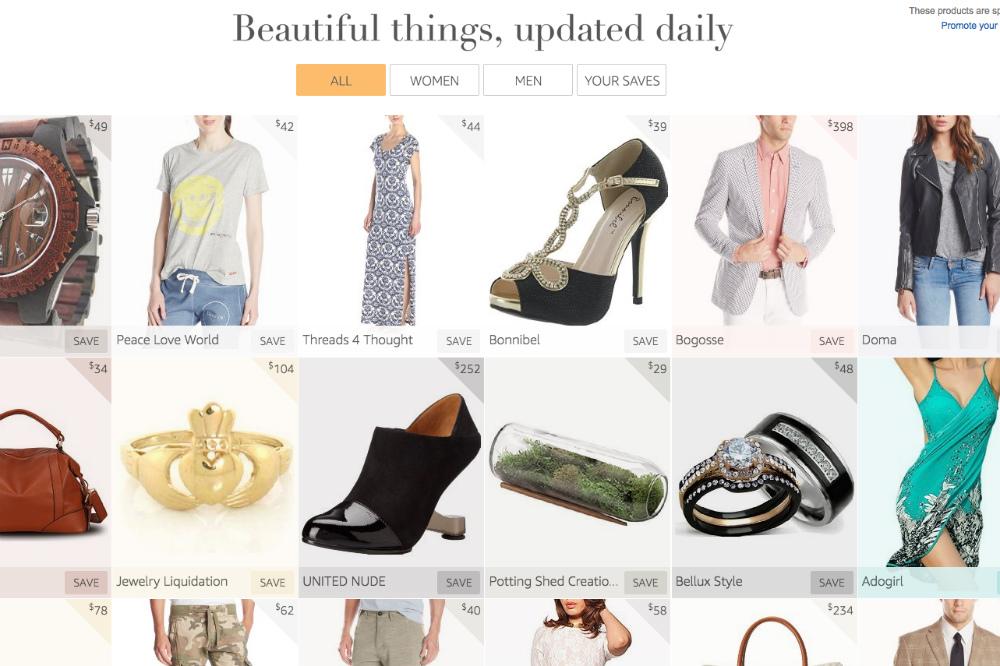 These products are sp
Promote your
Beautiful things, updated daily
ALL
WOMEN
MEN
YOUR SAVES
$49
$42
$44
$39
$398
Bonnibel™
SAVE
Peace Love World
SAVE
Threads 4 Thought
SAVE
Bonnibel
SAVE
Bogosse
SAVE
Doma
$34
$104
$252
$29
$48
SAVE
Jewelry Liquidation
SAVE
UNITED NUDE
SAVE
Potting Shed Creatio...
SAVE
Bellux Style
SAVE
Adogirl
$78
$62
$40
$58
$234